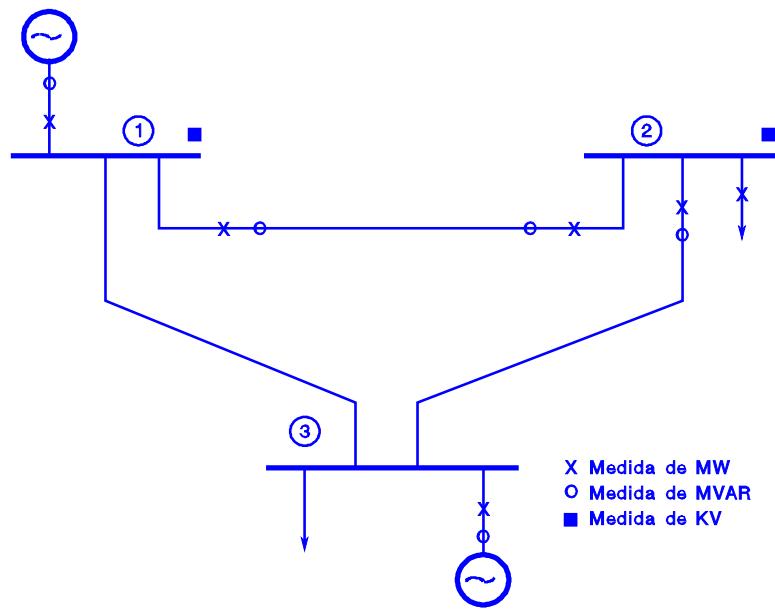 1
2
3
X Medida de MW
O Medida de MVAR
■ Medida de KV